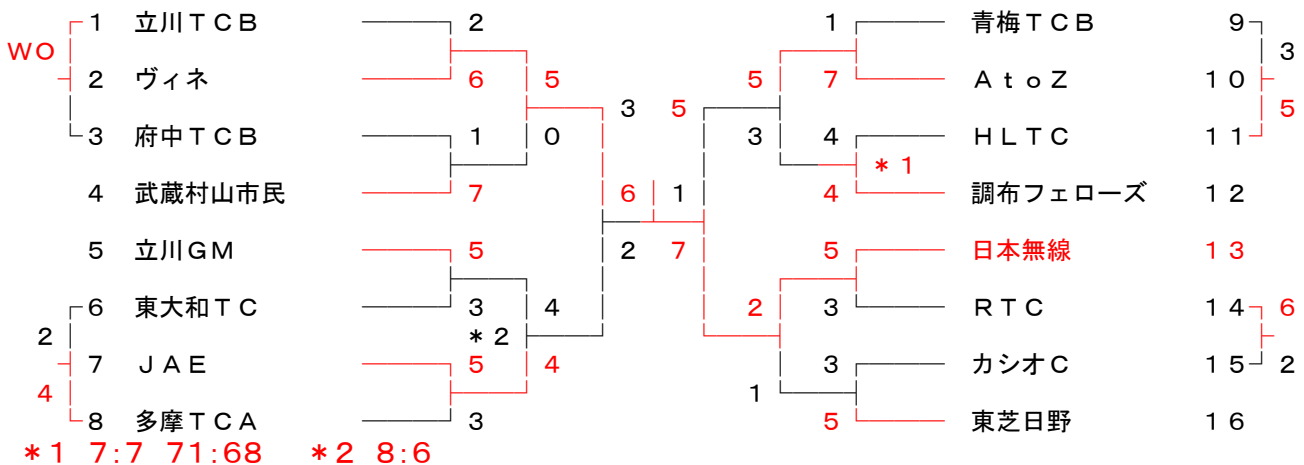 1 立川TCB 2 1 青梅TCB 9
WO 3
2 ヴィネ 6 5 5 7 AtoZ 10
3 5 5
3 府中TCB 1 0 3 4 HLTC 11
*1
4 武蔵村山市民 7 6 1 4 調布フェローズ 12
5 立川GM 5 2 7 5 日本無線 13
6 東大和TC 3 4 2 3 RTC 14 6
2 *2
7 JAE 5 4 3 カシオC 15 2
4 1
8 多摩TCA 3 5 東芝日野 16
*1 7:7 71:68 *2 8:6